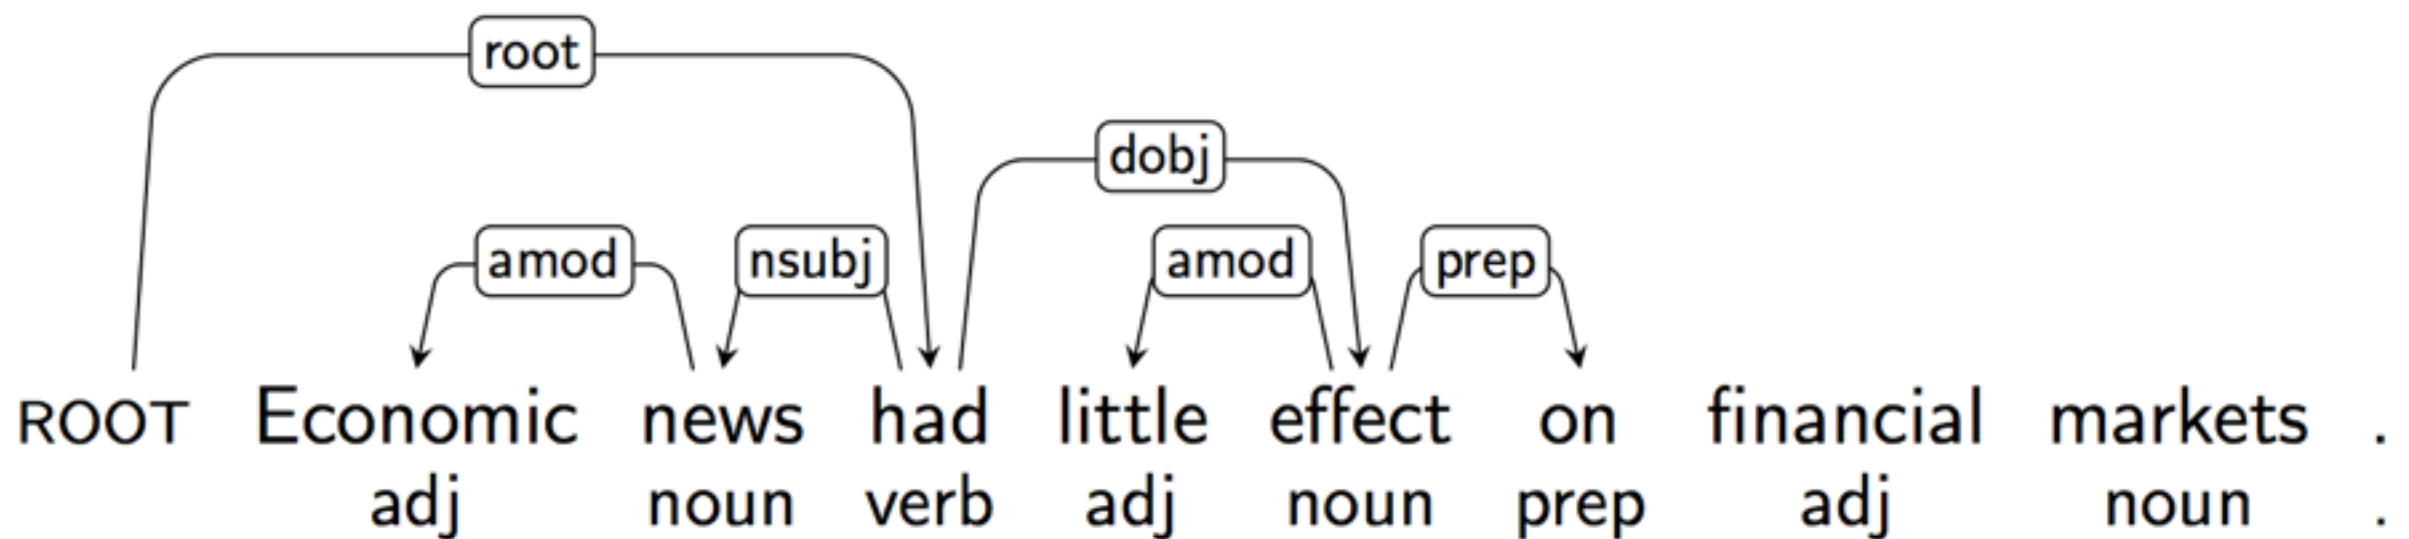 root
dobj
amod nsubj amod prep
ROOT Economic news had little effect on financial markets .
adj noun verb adj noun prep adj noun .